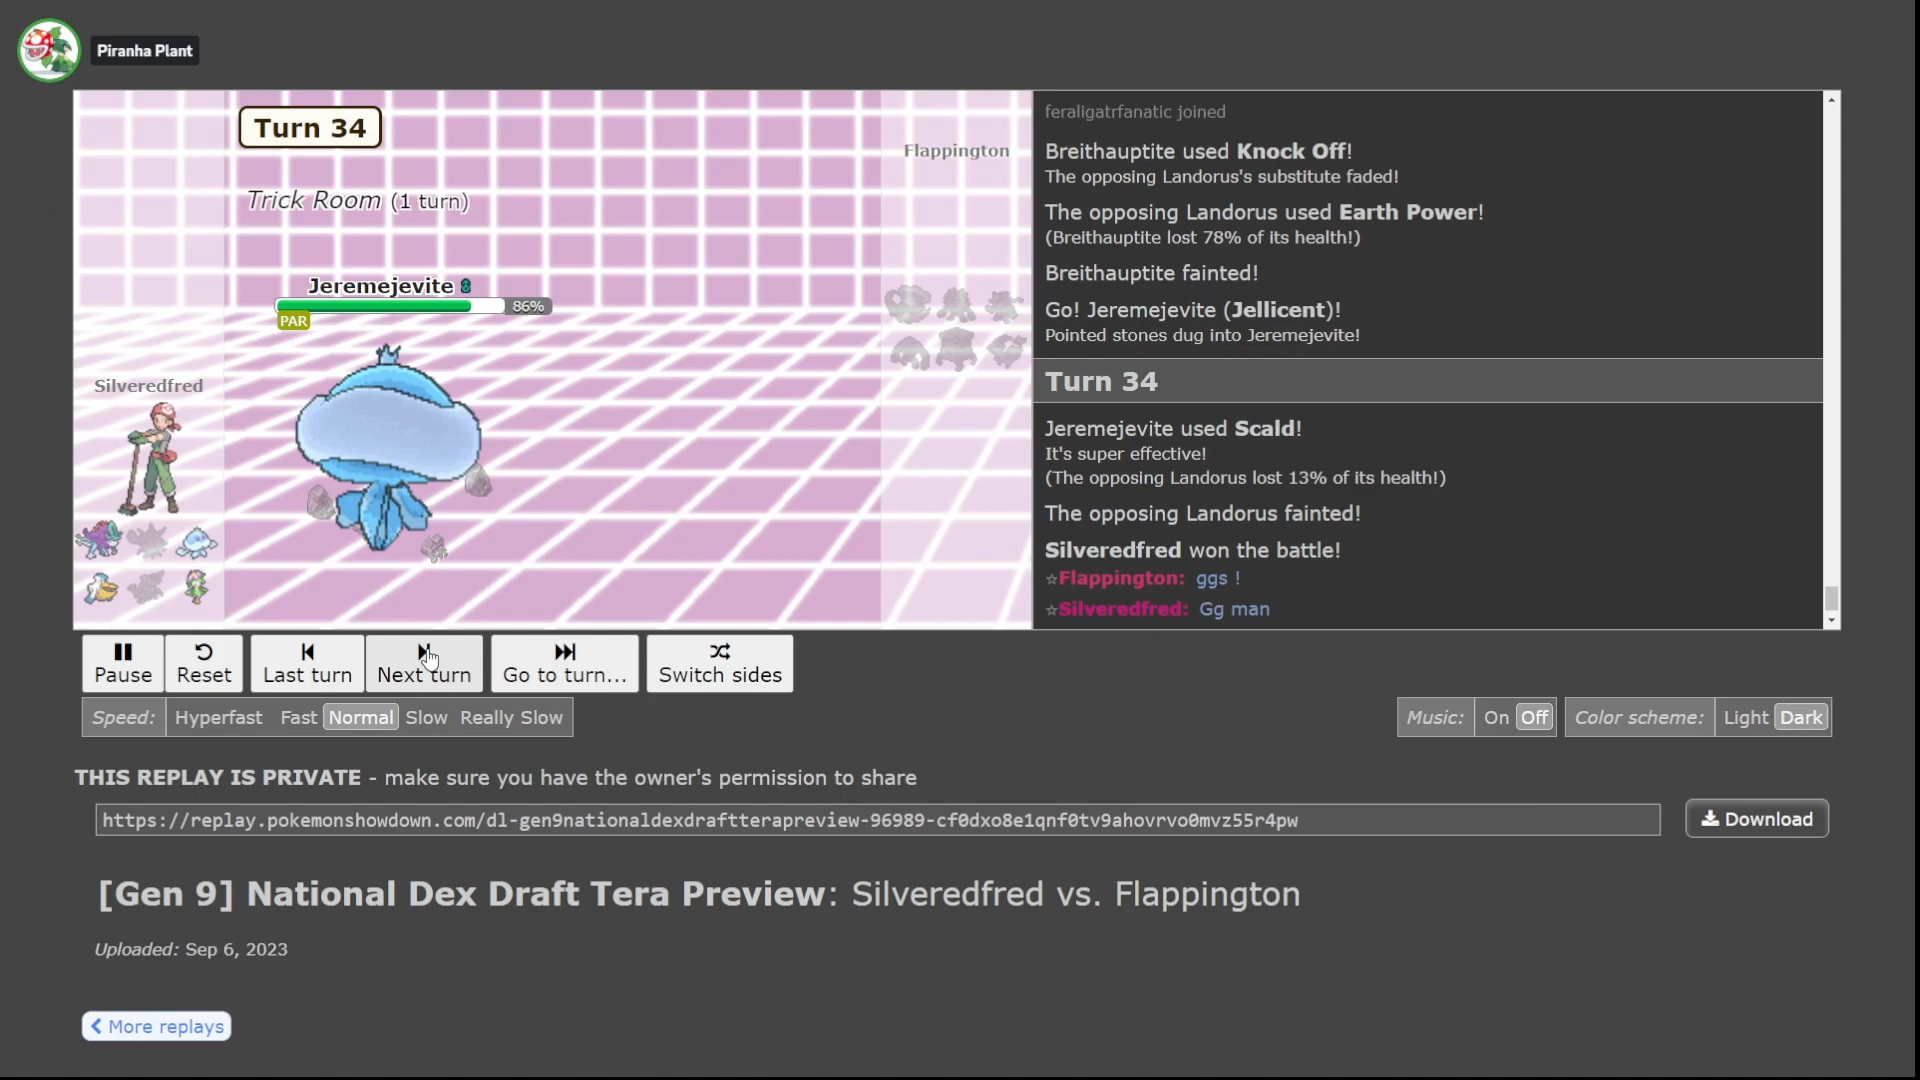 Piranha Plant
Turn 34
Trick Room (1 turn)
Jeremejevite
86%
PAR
Silveredfred
Flappington
feraligatrfanatic joined
Breithauptite used Knock Off!
The opposing Landorus's substitute faded!
The opposing Landorus used Earth Power!
(Breithauptite lost 78% of its health!)
Breithauptite fainted!
Go! Jeremejevite (Jellicent)!
Pointed stones dug into Jeremejevite!
Turn 34
Jeremejevite used Scald!
It's super effective!
(The opposing Landorus lost 13% of its health!)
The opposing Landorus fainted!
Silveredfred won the battle!
☆Flappington: ggs !
☆Silveredfred: Gg man
Pause Reset Last turn Next turn Go to turn... Switch sides
Speed: Hyperfast Fast Normal Slow Really Slow Music: On Off Color scheme: Light Dark
THIS REPLAY IS PRIVATE - make sure you have the owner's permission to share
https://replay.pokemonshowdown.com/dl-gen9nationaldexdraftterapreview-96989-cf0dxo8e1qnf0tv9ahovrvo0mvz55r4pw
Download
[Gen 9] National Dex Draft Tera Preview: Silveredfred vs. Flappington
Uploaded: Sep 6, 2023
More replays